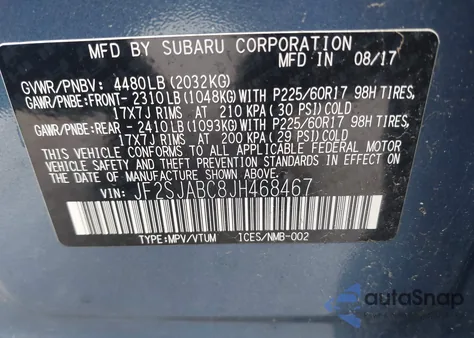 MFD BY SUBARU CORPORATION
MFD IN 08/17
GVWR/PNBV: 4480LB (2032KG)
GAWR/PNBE: FRONT- 2310LB (1048KG) WITH P225/60R17 98H TIRES,
17X7J RIMS AT 210 KPA (30 PSI) COLD
GAWR/PNBE: REAR - 2410LB (1093KG) WITH P225/60R17 98H TIRES,
17X7J RIMS AT 200 KPA (29 PSI) COLD
THIS VEHICLE CONFORMS TO ALL APPLICABLE FEDERAL MOTOR
VEHICLE SAFETY, BUMPER, AND THEFT PREVENTION STANDARDS
IN EFFECT ON THE DATE OF MANUFACTURE SHOWN ABOVE.
VIN: JF2SJABC8JH468467
TYPE:MPV/VTUM ICES/NMB-002
autoSnap